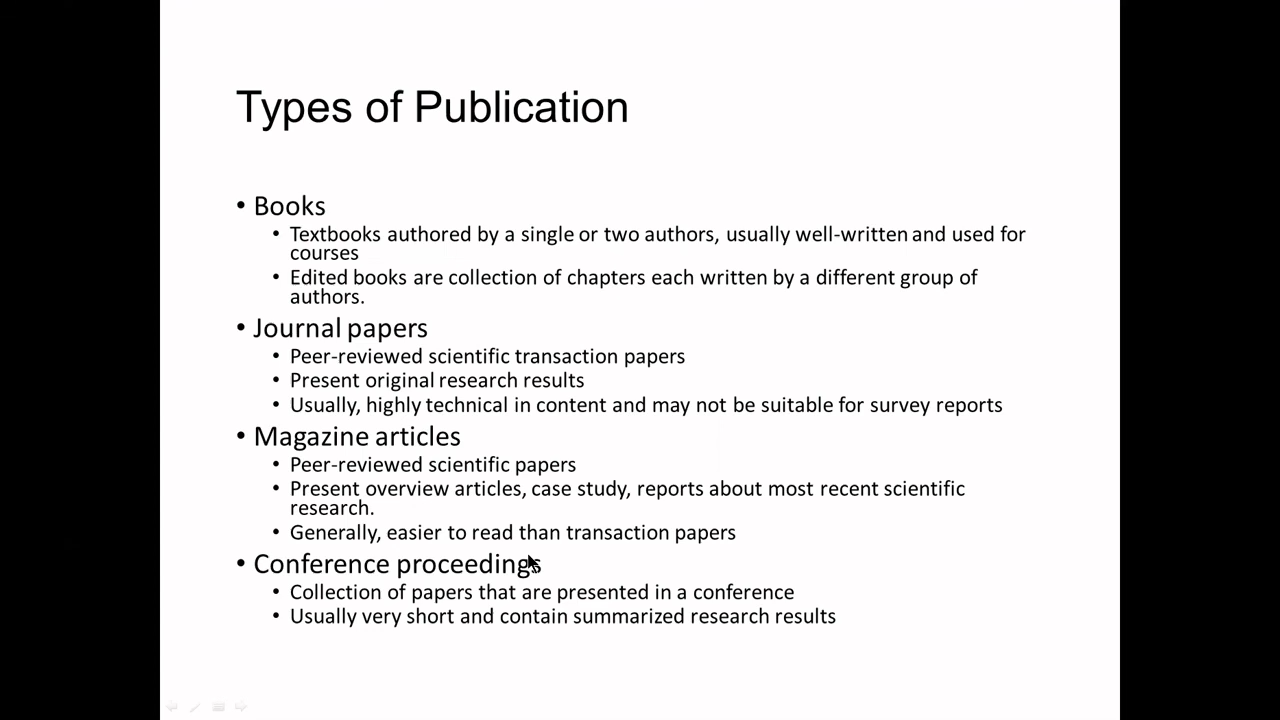 Types of Publication
• Books
• Textbooks authored by a single or two authors, usually well-written and used for
courses
• Edited books are collection of chapters each written by a different group of
authors.
• Journal papers
• Peer-reviewed scientific transaction papers
• Present original research results
• Usually, highly technical in content and may not be suitable for survey reports
• Magazine articles
• Peer-reviewed scientific papers
• Present overview articles, case study, reports about most recent scientific
research.
• Generally, easier to read than transaction papers
• Conference proceedings
• Collection of papers that are presented in a conference
• Usually very short and contain summarized research results